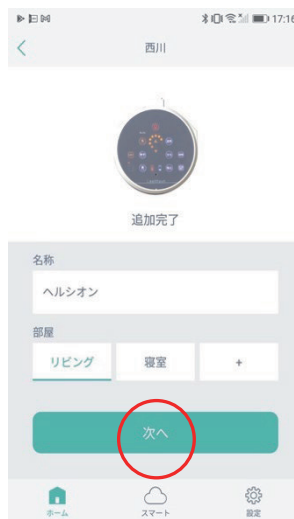 17:16
西川
追加完了
名称
ヘルシオン
部屋
リビング
寝室
+
次へ
ホーム
スマート
設定